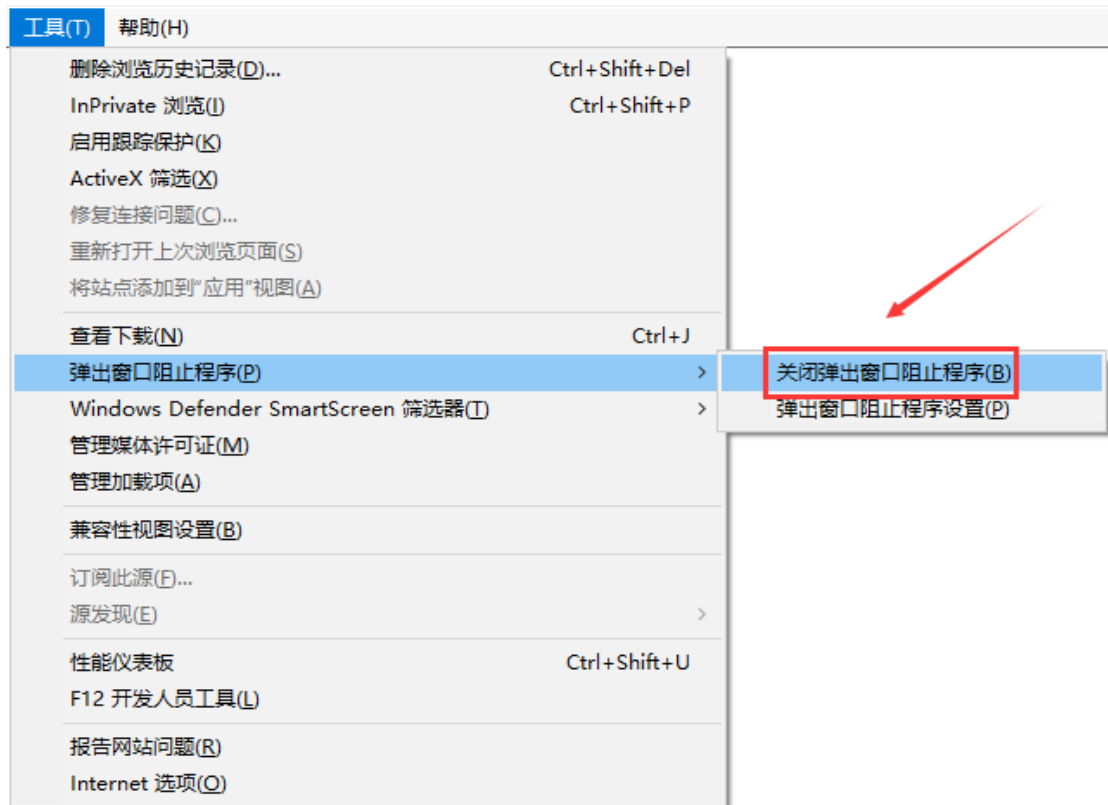 工具(T) 帮助(H)
删除浏览历史记录(D)... Ctrl+Shift+Del
InPrivate 浏览(I) Ctrl+Shift+P
启用跟踪保护(K)
ActiveX 筛选(X)
修复连接问题(C)...
重新打开上次浏览页面(S)
将站点添加到“应用”视图(A)
查看下载(N) Ctrl+J
弹出窗口阻止程序(P) > 关闭弹出窗口阻止程序(B)
Windows Defender SmartScreen 筛选器(T) > 弹出窗口阻止程序设置(P)
管理媒体许可证(M)
管理加载项(A)
兼容性视图设置(B)
订阅此源(F)...
源发现(E) >
性能仪表板 Ctrl+Shift+U
F12 开发人员工具(L)
报告网站问题(R)
Internet 选项(O)